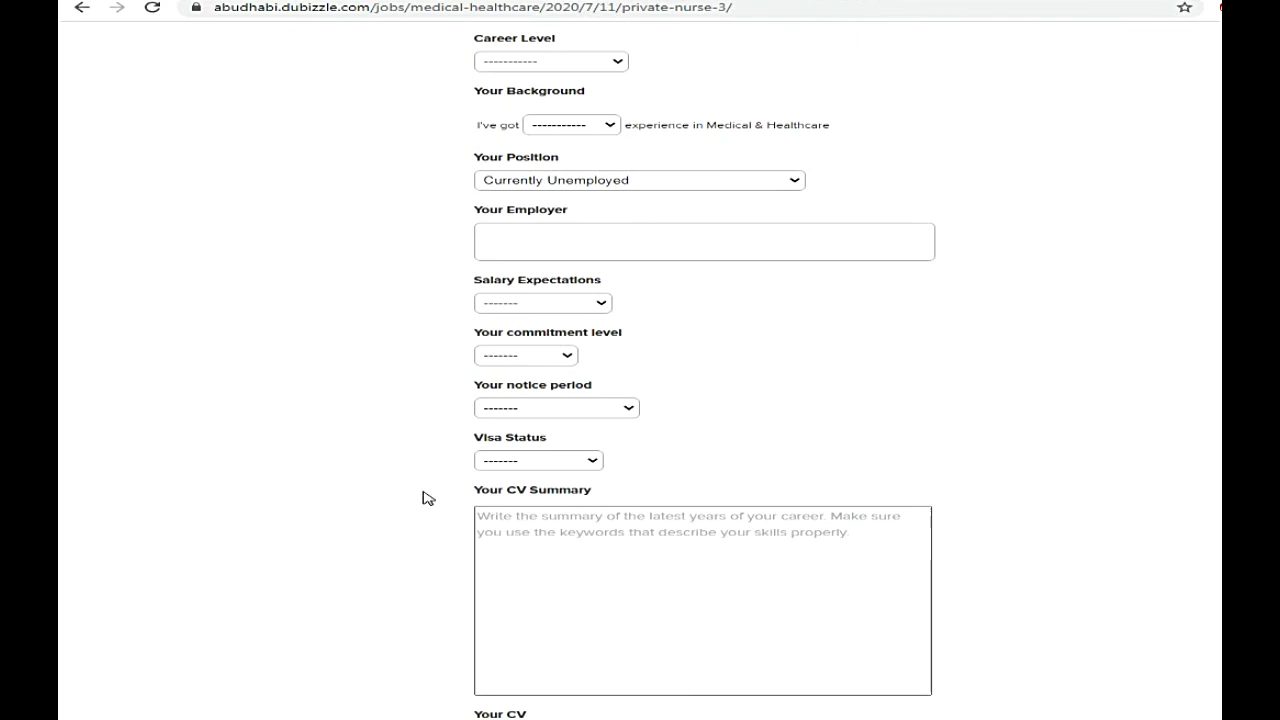 abudhabi.dubizzle.com/jobs/medical-healthcare/2020/7/11/private-nurse-3/
Career Level
-----------
Your Background
I've got ----------- experience in Medical & Healthcare
Your Position
Currently Unemployed
Your Employer
Salary Expectations
-------
Your commitment level
-------
Your notice period
-------
Visa Status
-------
Your CV Summary
Write the summary of the latest years of your career. Make sure
you use the keywords that describe your skills properly.
Your CV